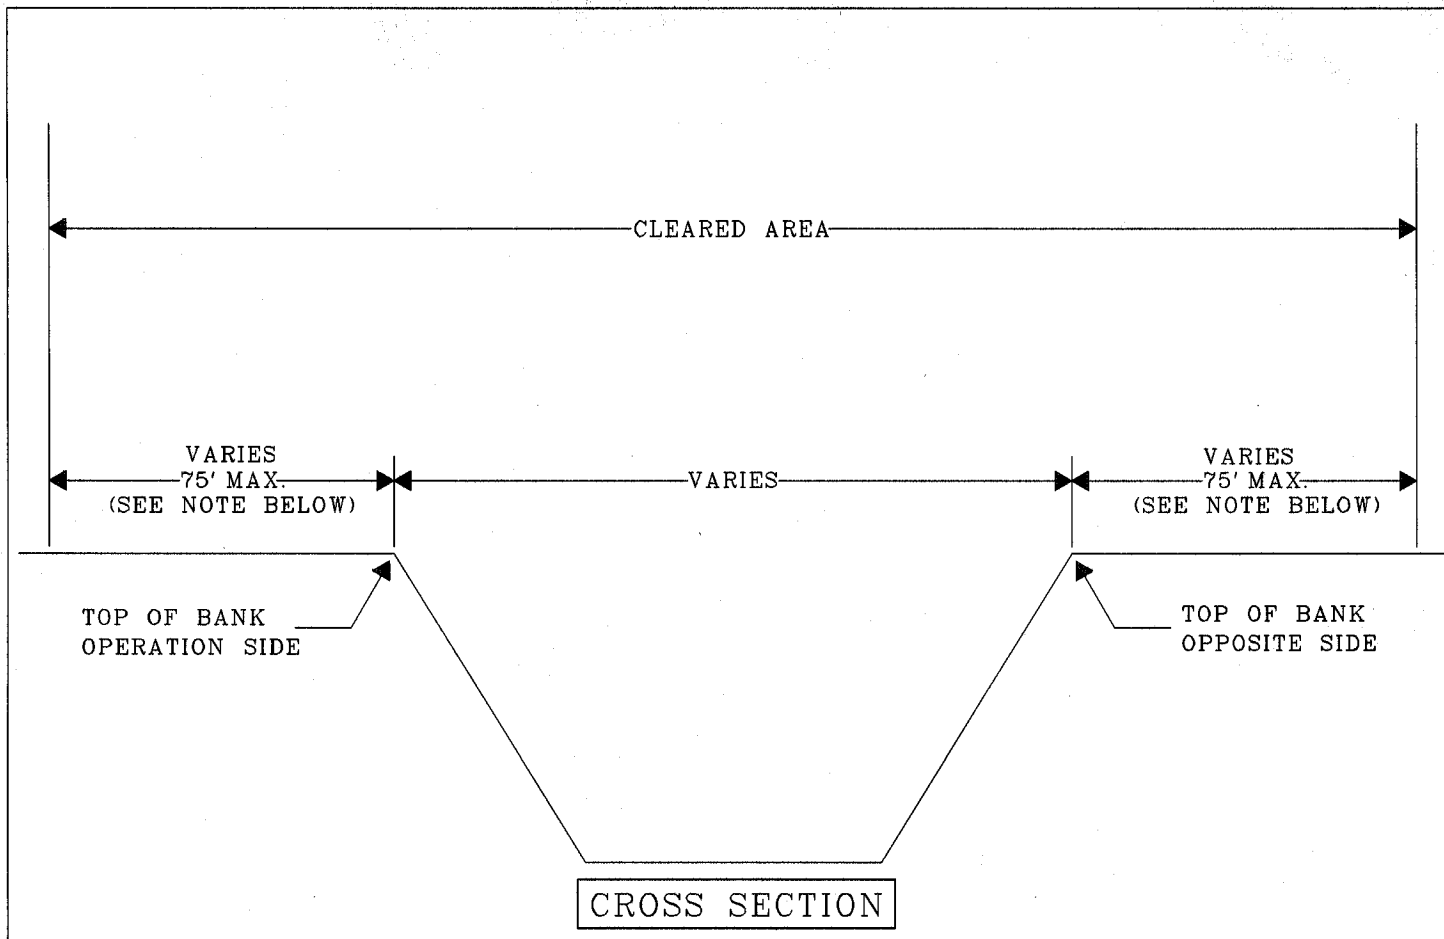 CLEARED AREA
VARIES
75' MAX.
(SEE NOTE BELOW)
VARIES
VARIES
75' MAX.
(SEE NOTE BELOW)
TOP OF BANK
OPERATION SIDE
TOP OF BANK
OPPOSITE SIDE
CROSS SECTION